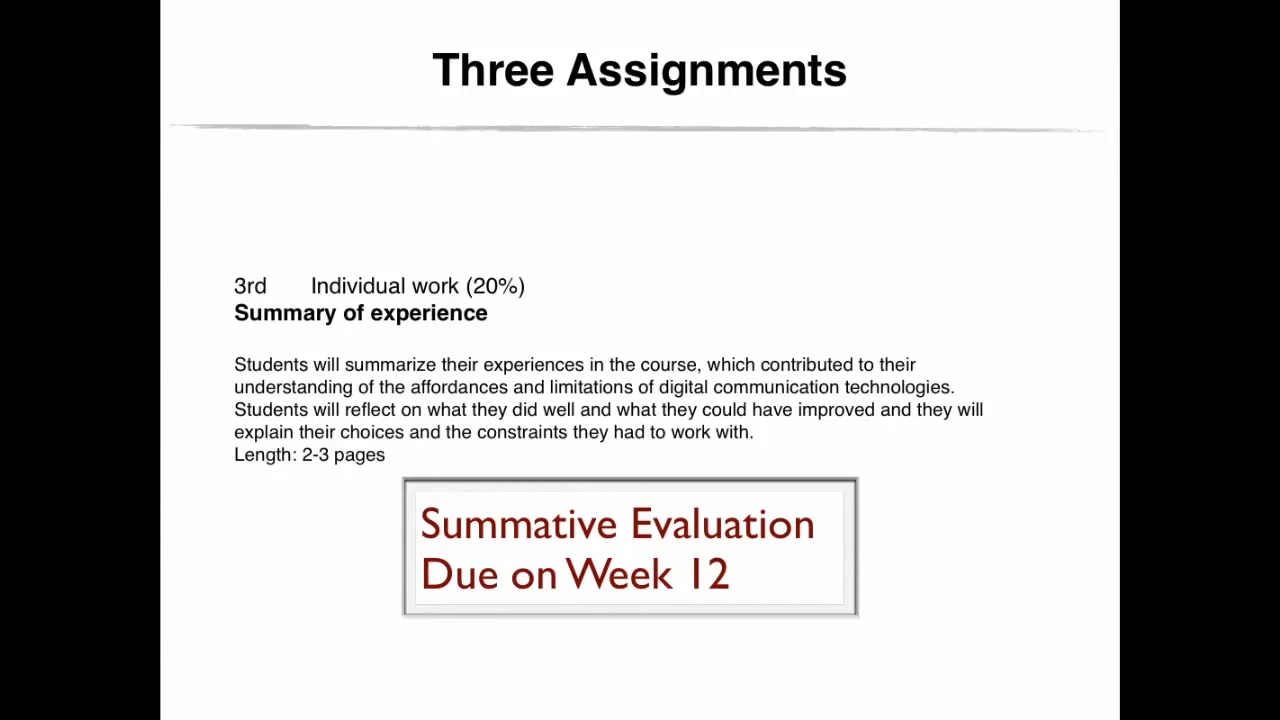 Three Assignments
3rd Individual work (20%)
Summary of experience
Students will summarize their experiences in the course, which contributed to their
understanding of the affordances and limitations of digital communication technologies.
Students will reflect on what they did well and what they could have improved and they will
explain their choices and the constraints they had to work with.
Length: 2-3 pages
Summative Evaluation
Due on Week 12